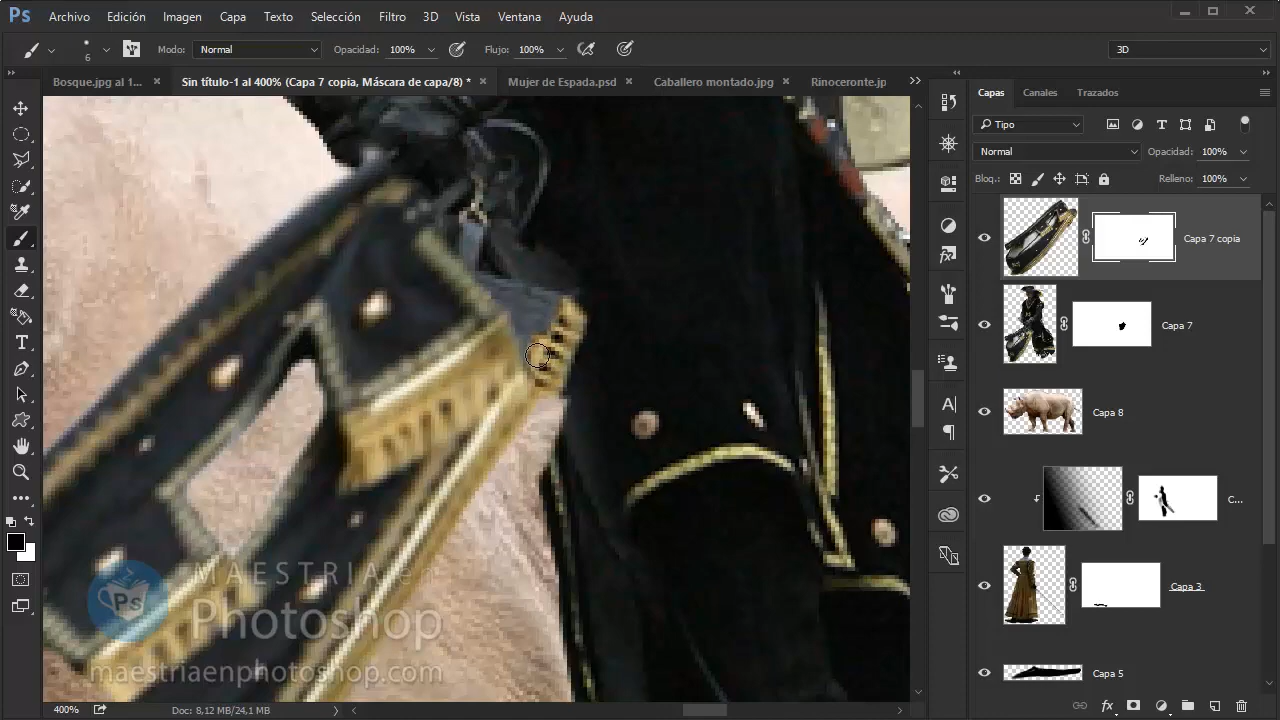 Ps Archivo Edición Imagen Capa Texto Selección Filtro 3D Vista Ventana Ayuda
6 Modo: Normal Opacidad: 100% Flujo: 100% 3D
Bosque.jpg al 1... × Sin título-1 al 400% (Capa 7 copia, Máscara de capa/8) * × Mujer de Espada.psd × Caballero montado.jpg × Rinoceronte.jp
Capas Canales Trazados
Tipo
Normal Opacidad: 100%
Bloq.: Relleno: 100%
Capa 7 copia
Capa 7
Capa 8
C...
Capa 3
Capa 5
MAESTRIA en
Ps Photoshop
maestriaenphotoshop.com
400% Doc: 8,12 MB/24,1 MB